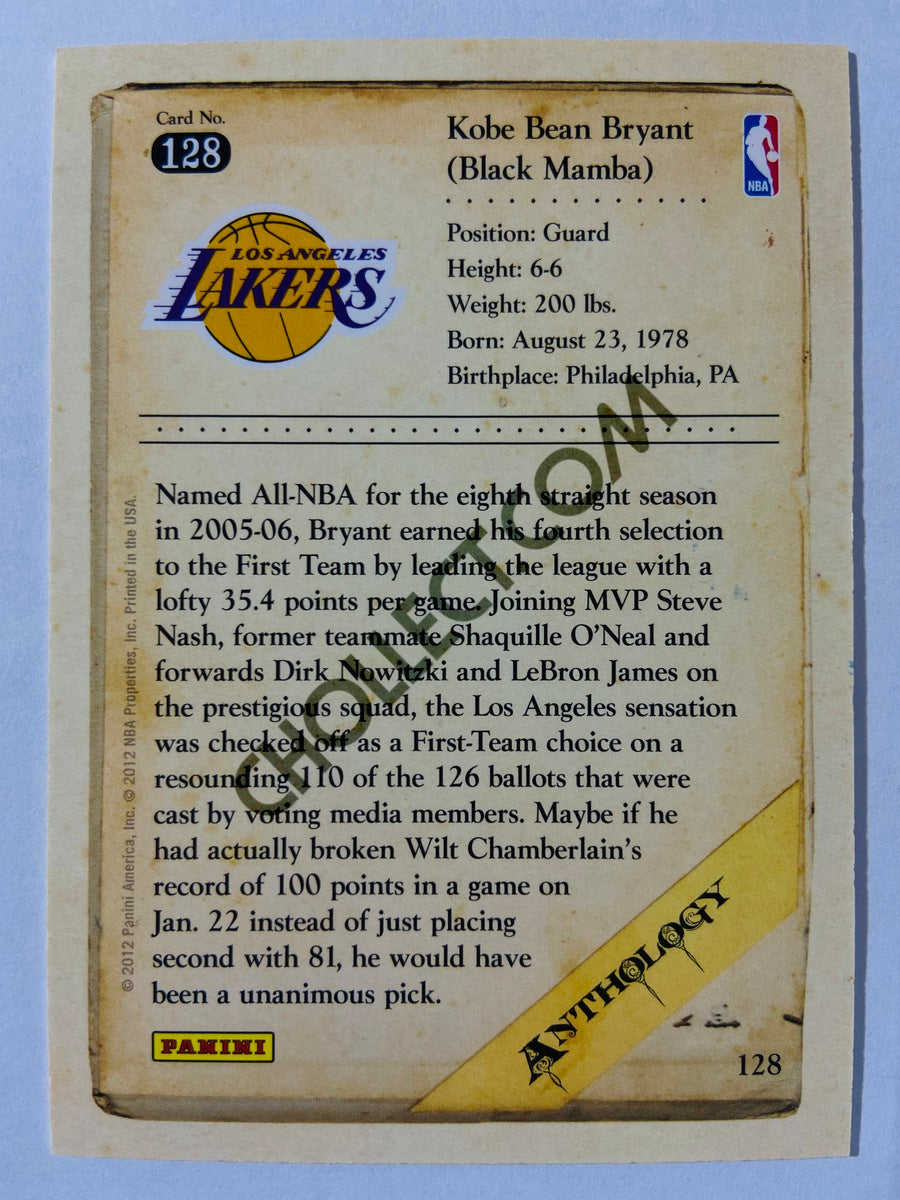 Card No.
128
Kobe Bean Bryant
(Black Mamba)
NBA
LOS ANGELES
LAKERS
Position: Guard
Height: 6-6
Weight: 200 lbs.
Born: August 23, 1978
Birthplace: Philadelphia, PA
Named All-NBA for the eighth straight season
in 2005-06, Bryant earned his fourth selection
to the First Team by leading the league with a
lofty 35.4 points per game. Joining MVP Steve
Nash, former teammate Shaquille O'Neal and
forwards Dirk Nowitzki and LeBron James on
the prestigious squad, the Los Angeles sensation
was checked off as a First-Team choice on a
resounding 110 of the 126 ballots that were
cast by voting media members. Maybe if he
had actually broken Wilt Chamberlain's
record of 100 points in a game on
Jan. 22 instead of just placing
second with 81, he would have
been a unanimous pick.
© 2012 Panini America, Inc. © 2012 NBA Properties, Inc. Printed in the USA.
CHOLLECT.COM
ANTHOLOGY
PANINI
128